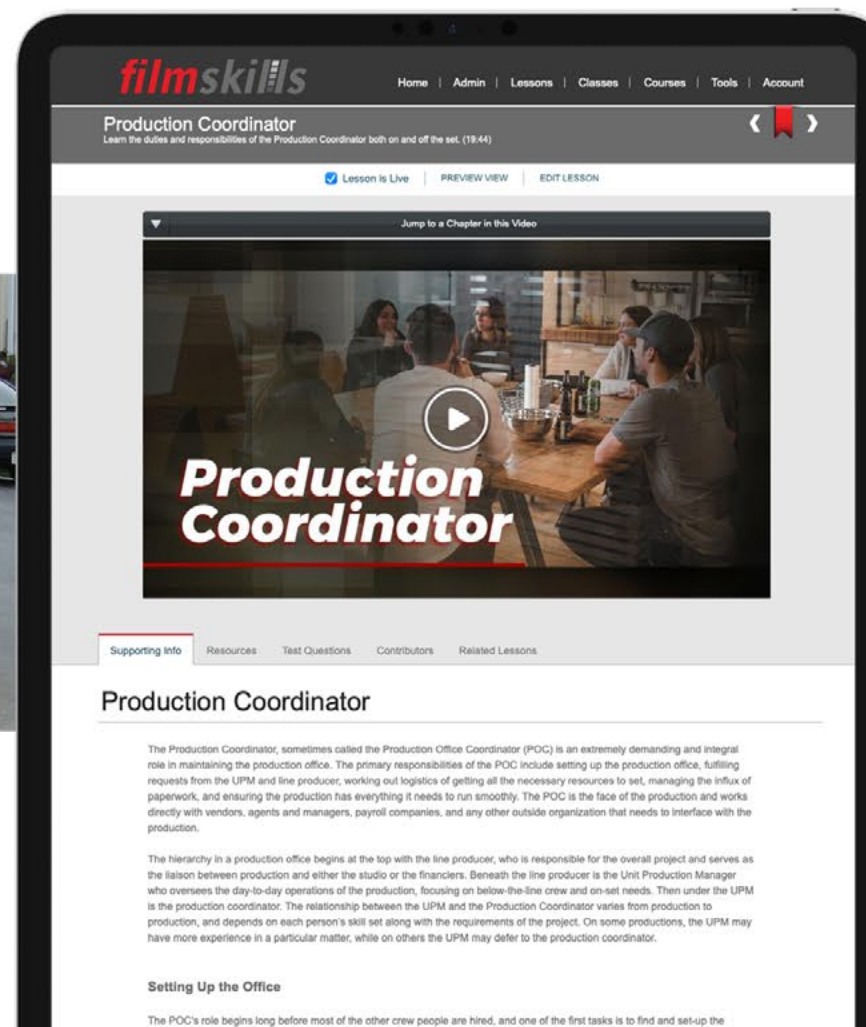 filmskills
Home | Admin | Lessons | Classes | Courses | Tools | Account
Production Coordinator
Learn the duties and responsibilities of the Production Coordinator both on and off the set. (19:44)
Lesson is Live | PREVIEW VIEW | EDIT LESSON
Jump to a Chapter in this Video
Production
Coordinator
Supporting Info Resources Test Questions Contributors Related Lessons
Production Coordinator
The Production Coordinator, sometimes called the Production Office Coordinator (POC) is an extremely demanding and integral
role in maintaining the production office. The primary responsibilities of the POC include setting up the production office, fulfilling
requests from the UPM and line producer, working out logistics of getting all the necessary resources to set, managing the influx of
paperwork, and ensuring the production has everything it needs to run smoothly. The POC is the face of the production and works
directly with vendors, agents and managers, payroll companies, and any other outside organization that needs to interface with the
production.
The hierarchy in a production office begins at the top with the line producer, who is responsible for the overall project and serves as
the liaison between production and either the studio or the financiers. Beneath the line producer is the Unit Production Manager
who oversees the day-to-day operations of the production, focusing on below-the-line crew and on-set needs. Then under the UPM
is the production coordinator. The relationship between the UPM and the Production Coordinator varies from production to
production, and depends on each person's skill set along with the requirements of the project. On some productions, the UPM may
have more experience in a particular matter, while on others the UPM may defer to the production coordinator.
Setting Up the Office
The POC's role begins long before most of the other crew people are hired, and one of the first tasks is to find and set-up the